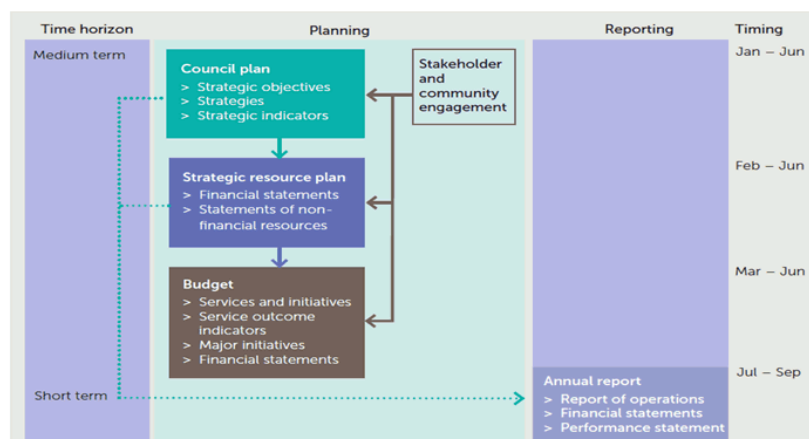 Time horizon
Planning
Reporting
Timing
Medium term
Jan – Jun
Council plan
> Strategic objectives
> Strategies
> Strategic indicators
Stakeholder
and
community
engagement
Feb – Jun
Strategic resource plan
> Financial statements
> Statements of non-
financial resources
Mar – Jun
Budget
> Services and initiatives
> Service outcome
indicators
> Major initiatives
> Financial statements
Jul – Sep
Short term
Annual report
> Report of operations
> Financial statements
> Performance statement